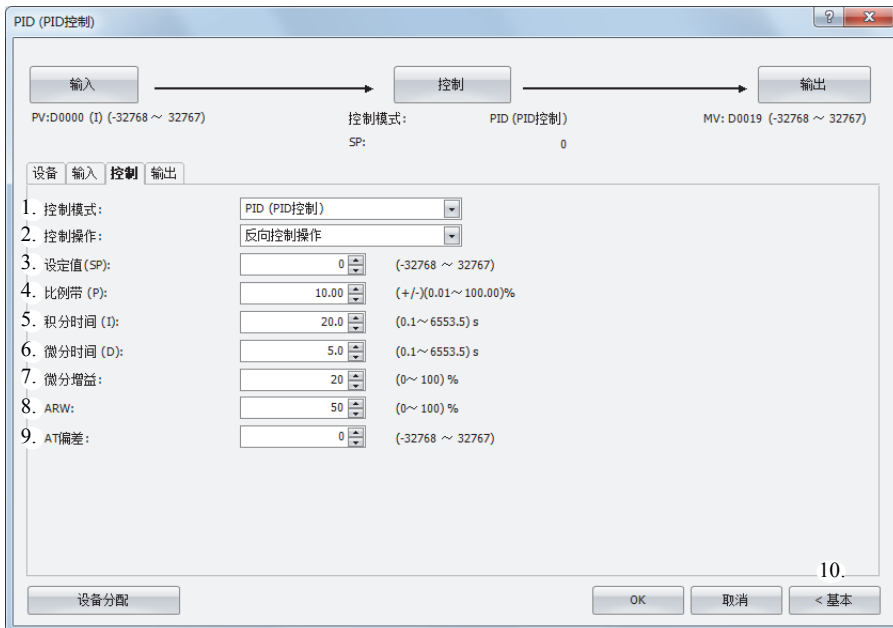 PID (PID控制)
输入 控制 输出
PV:D0000 (I) (-32768 ~ 32767) 控制模式: PID (PID控制) MV: D0019 (-32768 ~ 32767)
SP: 0
设备 输入 控制 输出
1. 控制模式: PID (PID控制)
2. 控制操作: 反向控制操作
3. 设定值(SP): 0 (-32768 ~ 32767)
4. 比例带 (P): 10.00 (+/-)(0.01~100.00)%
5. 积分时间 (I): 20.0 (0.1~6553.5) s
6. 微分时间 (D): 5.0 (0.1~6553.5) s
7. 微分增益: 20 (0~ 100) %
8. ARW: 50 (0~ 100) %
9. AT偏差: 0 (-32768 ~ 32767)
10.
设备分配 OK 取消 < 基本